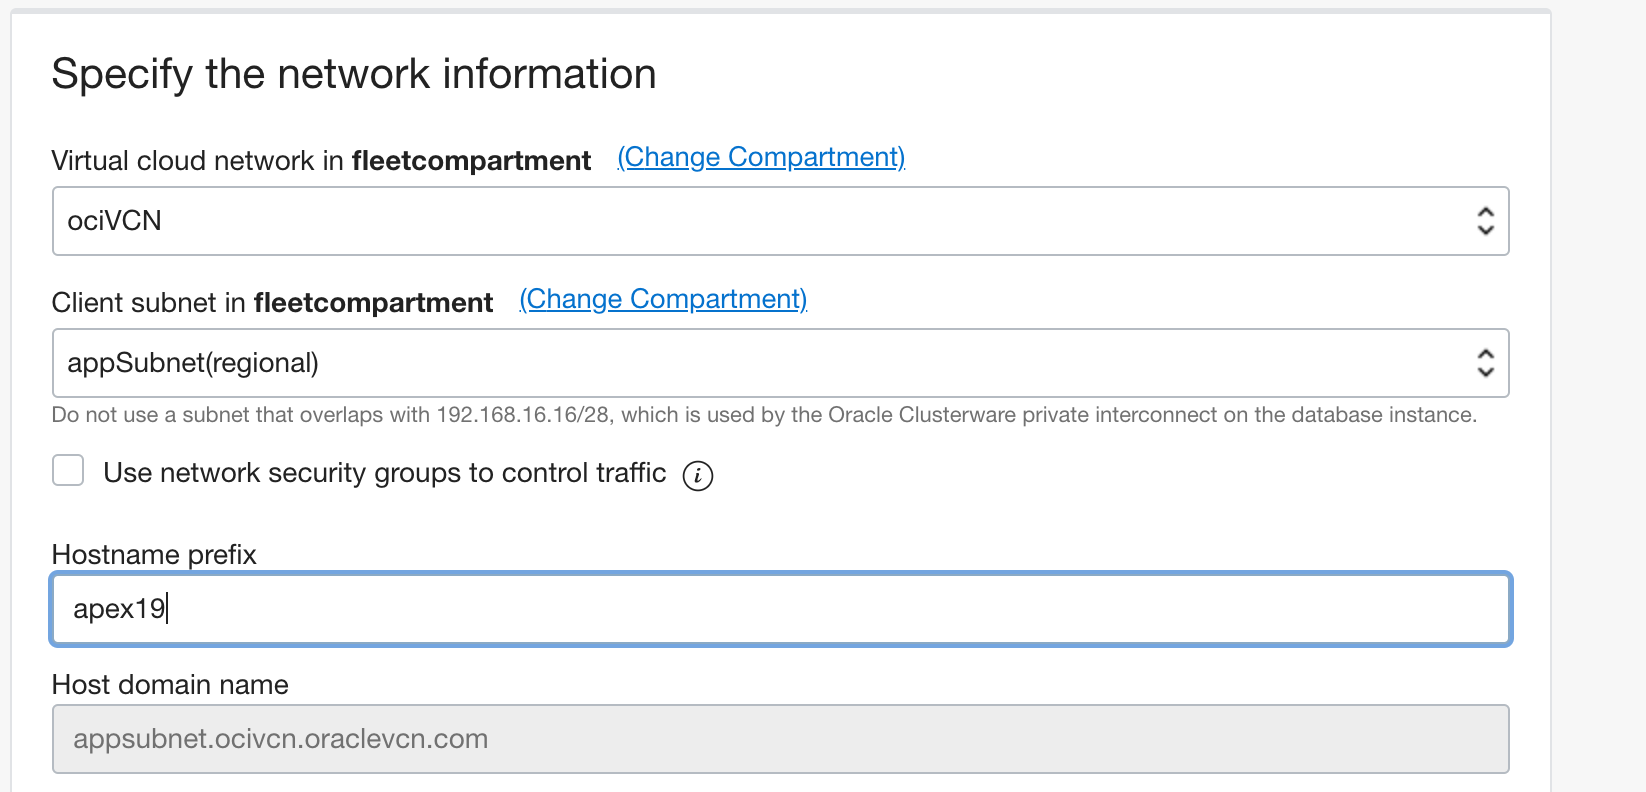 Specify the network information
Virtual cloud network in fleetcompartment (Change Compartment)
ociVCN
Client subnet in fleetcompartment (Change Compartment)
appSubnet(regional)
Do not use a subnet that overlaps with 192.168.16.16/28, which is used by the Oracle Clusterware private interconnect on the database instance.
Use network security groups to control traffic i
Hostname prefix
apex19
Host domain name
appsubnet.ocivcn.oraclevcn.com